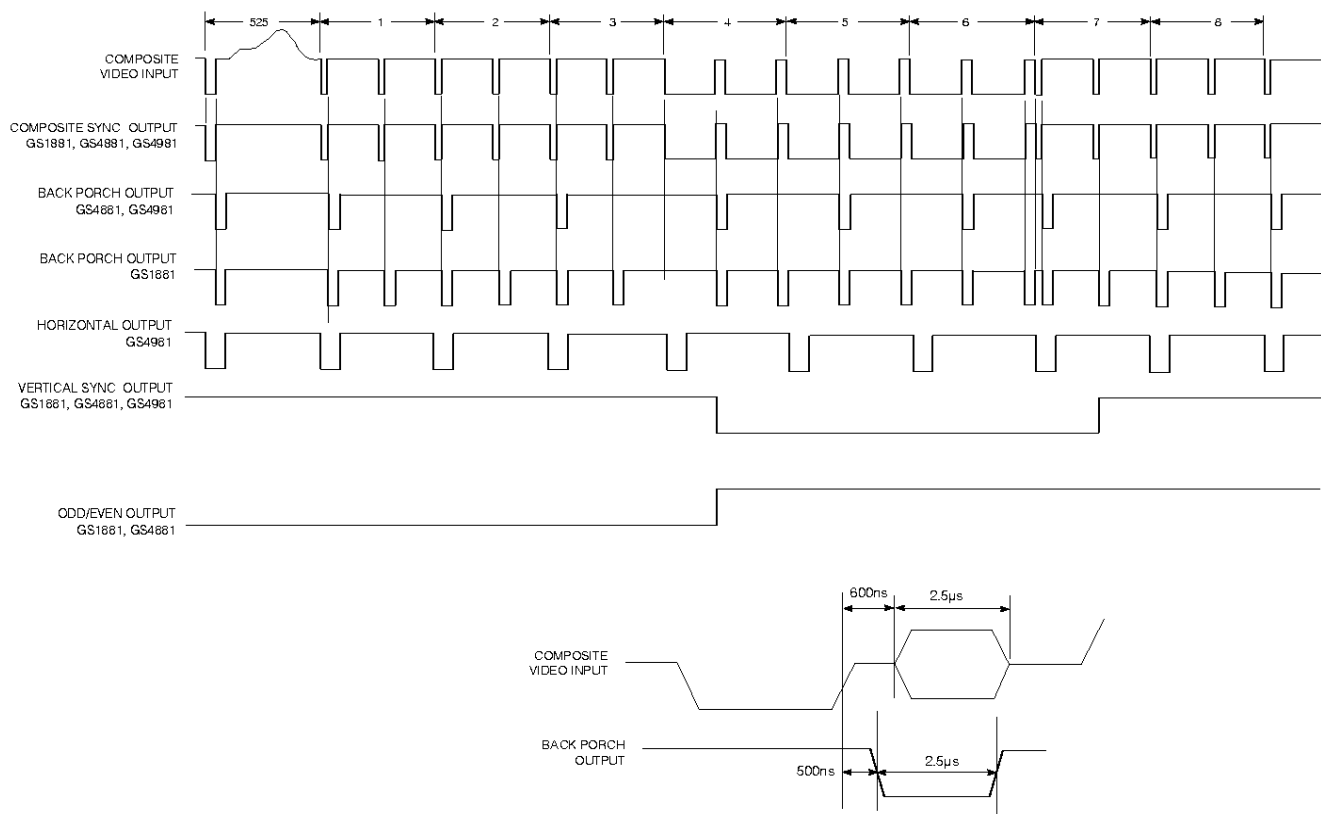 525 1 2 3 4 5 6 7 8
COMPOSITE
VIDEO INPUT
COMPOSITE SYNC OUTPUT
GS1881, GS4881, GS4981
BACK PORCH OUTPUT
GS4881, GS4981
BACK PORCH OUTPUT
GS1881
HORIZONTAL OUTPUT
GS4981
VERTICAL SYNC OUTPUT
GS1881, GS4881, GS4981
ODD/EVEN OUTPUT
GS1881, GS4881
600ns 2.5µs
COMPOSITE
VIDEO INPUT
BACK PORCH
OUTPUT
500ns 2.5µs